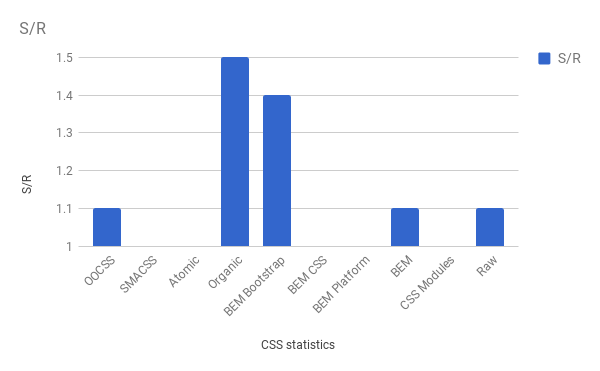 S/R
S/R
1.5
1.4
1.3
1.2
1.1
1
S/R
OOCSS
SMACSS
Atomic
Organic
BEM Bootstrap
BEM CSS
BEM Platform
BEM
CSS Modules
Raw
CSS statistics